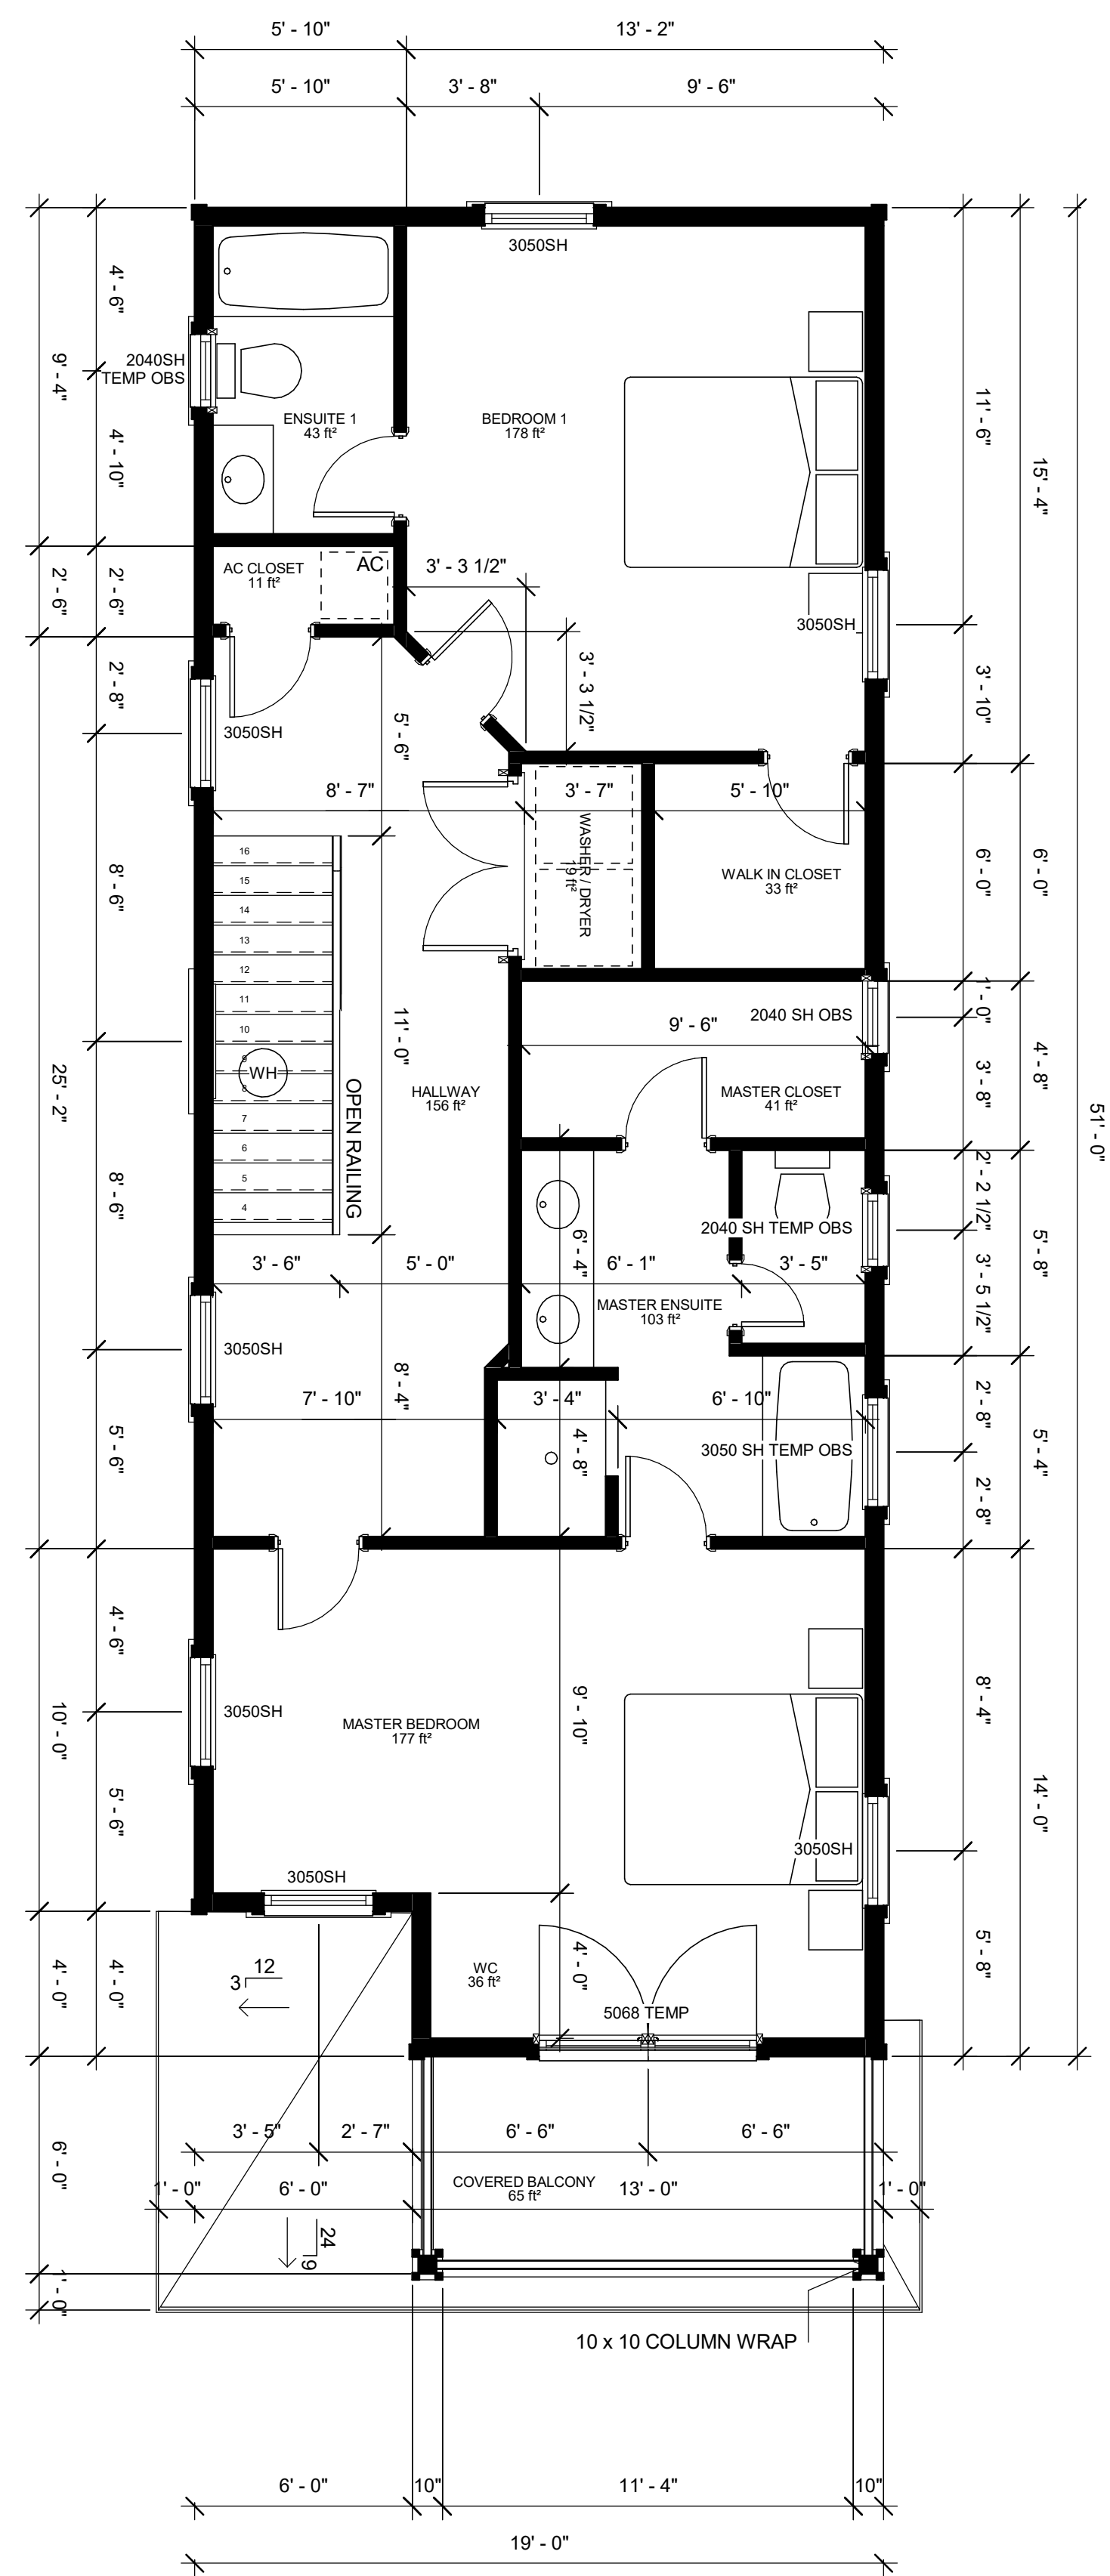 5' - 10"
13' - 2"
5' - 10"
3' - 8"
9' - 6"
3050SH
4' - 6"
9' - 4"
2040SH
TEMP OBS
4' - 10"
ENSUITE 1
43 ft²
BEDROOM 1
178 ft²
11' - 6"
15' - 4"
AC CLOSET
11 ft²
AC
3' - 3 1/2"
2' - 6"
2' - 6"
3050SH
3' - 3 1/2"
2' - 8"
3' - 10"
3050SH
5' - 6"
8' - 7"
3' - 7"
5' - 10"
WASHER / DRYER
19 ft²
WALK IN CLOSET
33 ft²
8' - 6"
6' - 0"
6' - 0"
16
15
14
13
12
11
10
9
8
7
6
5
4
WH
OPEN RAILING
11' - 0"
HALLWAY
156 ft²
2040 SH OBS
9' - 6"
1' - 0"
3' - 8"
4' - 8"
MASTER CLOSET
41 ft²
25' - 2"
51' - 0"
8' - 6"
2' - 2 1/2"
2040 SH TEMP OBS
6' - 4"
3' - 6"
5' - 0"
6' - 1"
3' - 5"
3' - 5 1/2"
5' - 8"
MASTER ENSUITE
103 ft²
3050SH
8' - 4"
7' - 10"
3' - 4"
6' - 10"
2' - 8"
5' - 6"
4' - 8"
3050 SH TEMP OBS
5' - 4"
2' - 8"
4' - 6"
3050SH
MASTER BEDROOM
177 ft²
9' - 10"
8' - 4"
10' - 0"
5' - 6"
14' - 0"
3050SH
3050SH
5' - 8"
4' - 0"
4' - 0"
12
3
WC
36 ft²
4' - 0"
5068 TEMP
3' - 5"
2' - 7"
6' - 6"
6' - 6"
6' - 0"
COVERED BALCONY
65 ft²
1' - 0"
6' - 0"
13' - 0"
1' - 0"
24
19
1' - 0"
10 x 10 COLUMN WRAP
6' - 0"
10"
11' - 4"
10"
19' - 0"